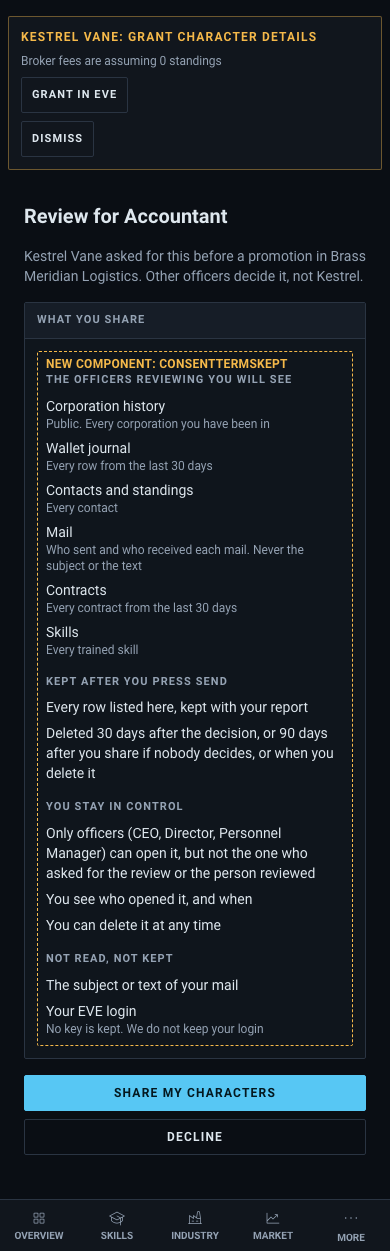 KESTREL VANE: GRANT CHARACTER DETAILS
Broker fees are assuming 0 standings
GRANT IN EVE
DISMISS
Review for Accountant
Kestrel Vane asked for this before a promotion in Brass
Meridian Logistics. Other officers decide it, not Kestrel.
WHAT YOU SHARE
NEW COMPONENT: CONSENTTERMSKEPT
THE OFFICERS REVIEWING YOU WILL SEE
Corporation history
Public. Every corporation you have been in
Wallet journal
Every row from the last 30 days
Contacts and standings
Every contact
Mail
Who sent and who received each mail. Never the
subject or the text
Contracts
Every contract from the last 30 days
Skills
Every trained skill
KEPT AFTER YOU PRESS SEND
Every row listed here, kept with your report
Deleted 30 days after the decision, or 90 days
after you share if nobody decides, or when you
delete it
YOU STAY IN CONTROL
Only officers (CEO, Director, Personnel
Manager) can open it, but not the one who
asked for the review or the person reviewed
You see who opened it, and when
You can delete it at any time
NOT READ, NOT KEPT
The subject or text of your mail
Your EVE login
No key is kept. We do not keep your login
SHARE MY CHARACTERS
DECLINE
OVERVIEW
SKILLS
INDUSTRY
MARKET
MORE